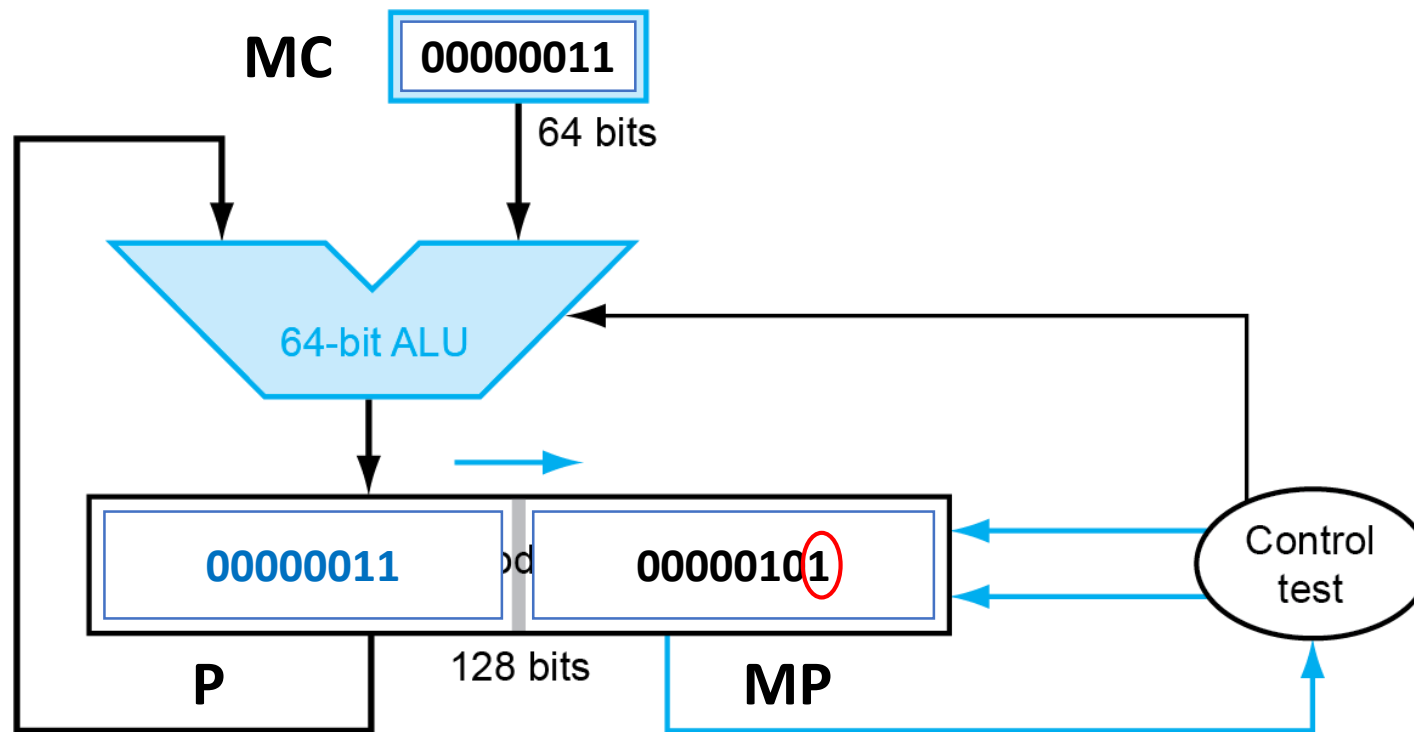 MC
00000011
64 bits
64-bit ALU
00000011
00000101
Control
test
P
128 bits
MP